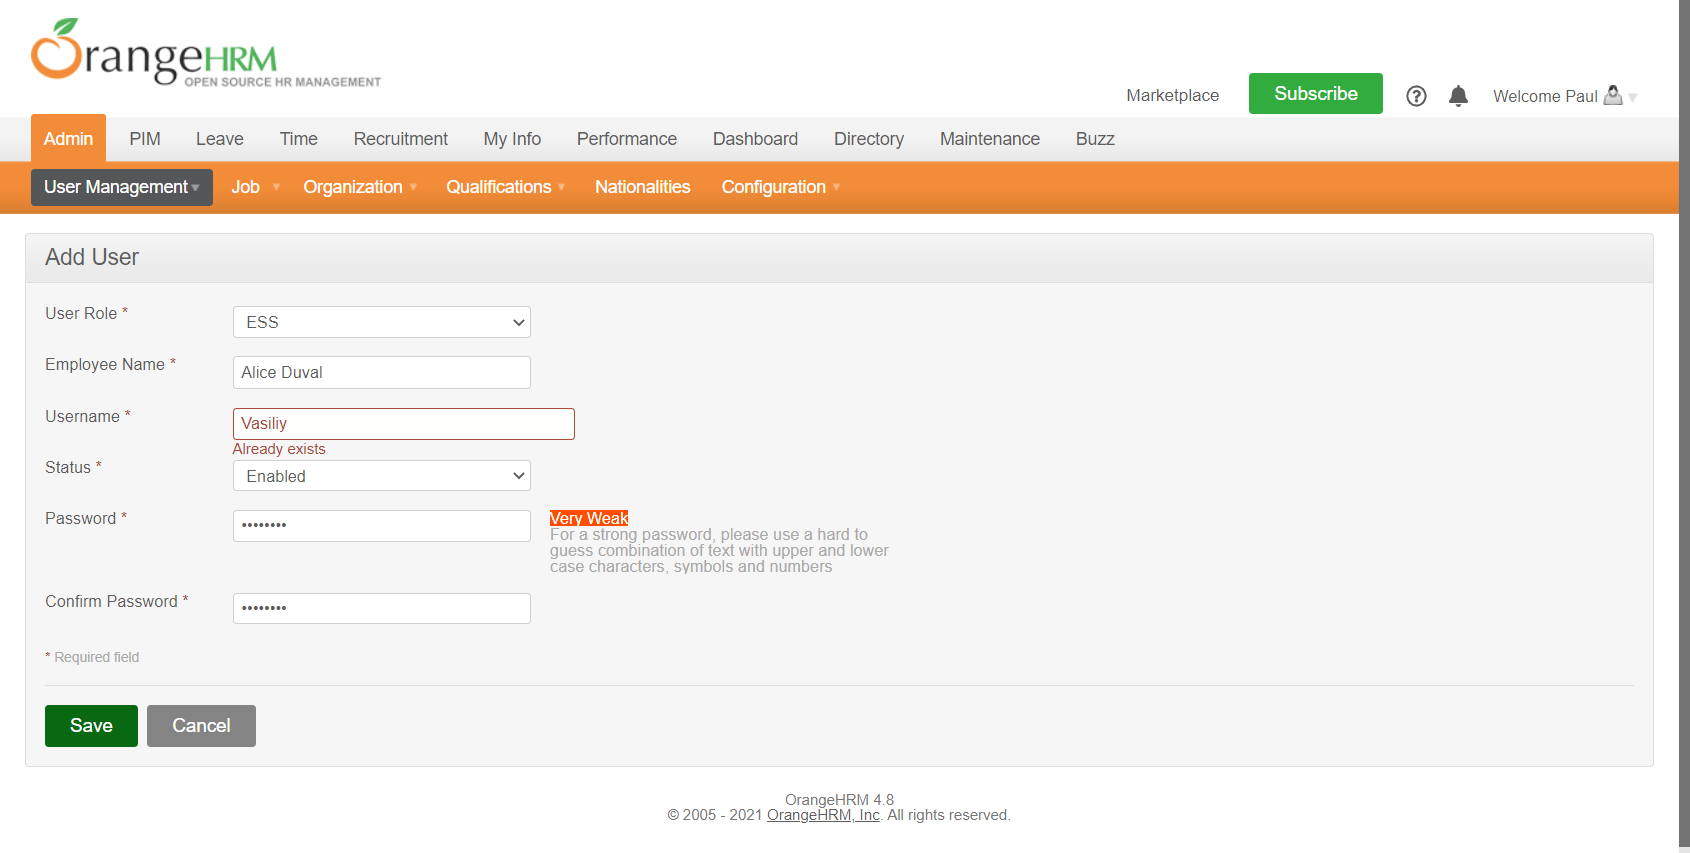 OrangeHRM
OPEN SOURCE HR MANAGEMENT
Marketplace Subscribe Welcome Paul
Admin PIM Leave Time Recruitment My Info Performance Dashboard Directory Maintenance Buzz
User Management Job Organization Qualifications Nationalities Configuration
Add User
User Role * ESS
Employee Name * Alice Duval
Username * Vasiliy
Already exists
Status * Enabled
Password * •••••••• Very Weak
For a strong password, please use a hard to
guess combination of text with upper and lower
case characters, symbols and numbers
Confirm Password * ••••••••
* Required field
Save Cancel
OrangeHRM 4.8
© 2005 - 2021 OrangeHRM, Inc. All rights reserved.